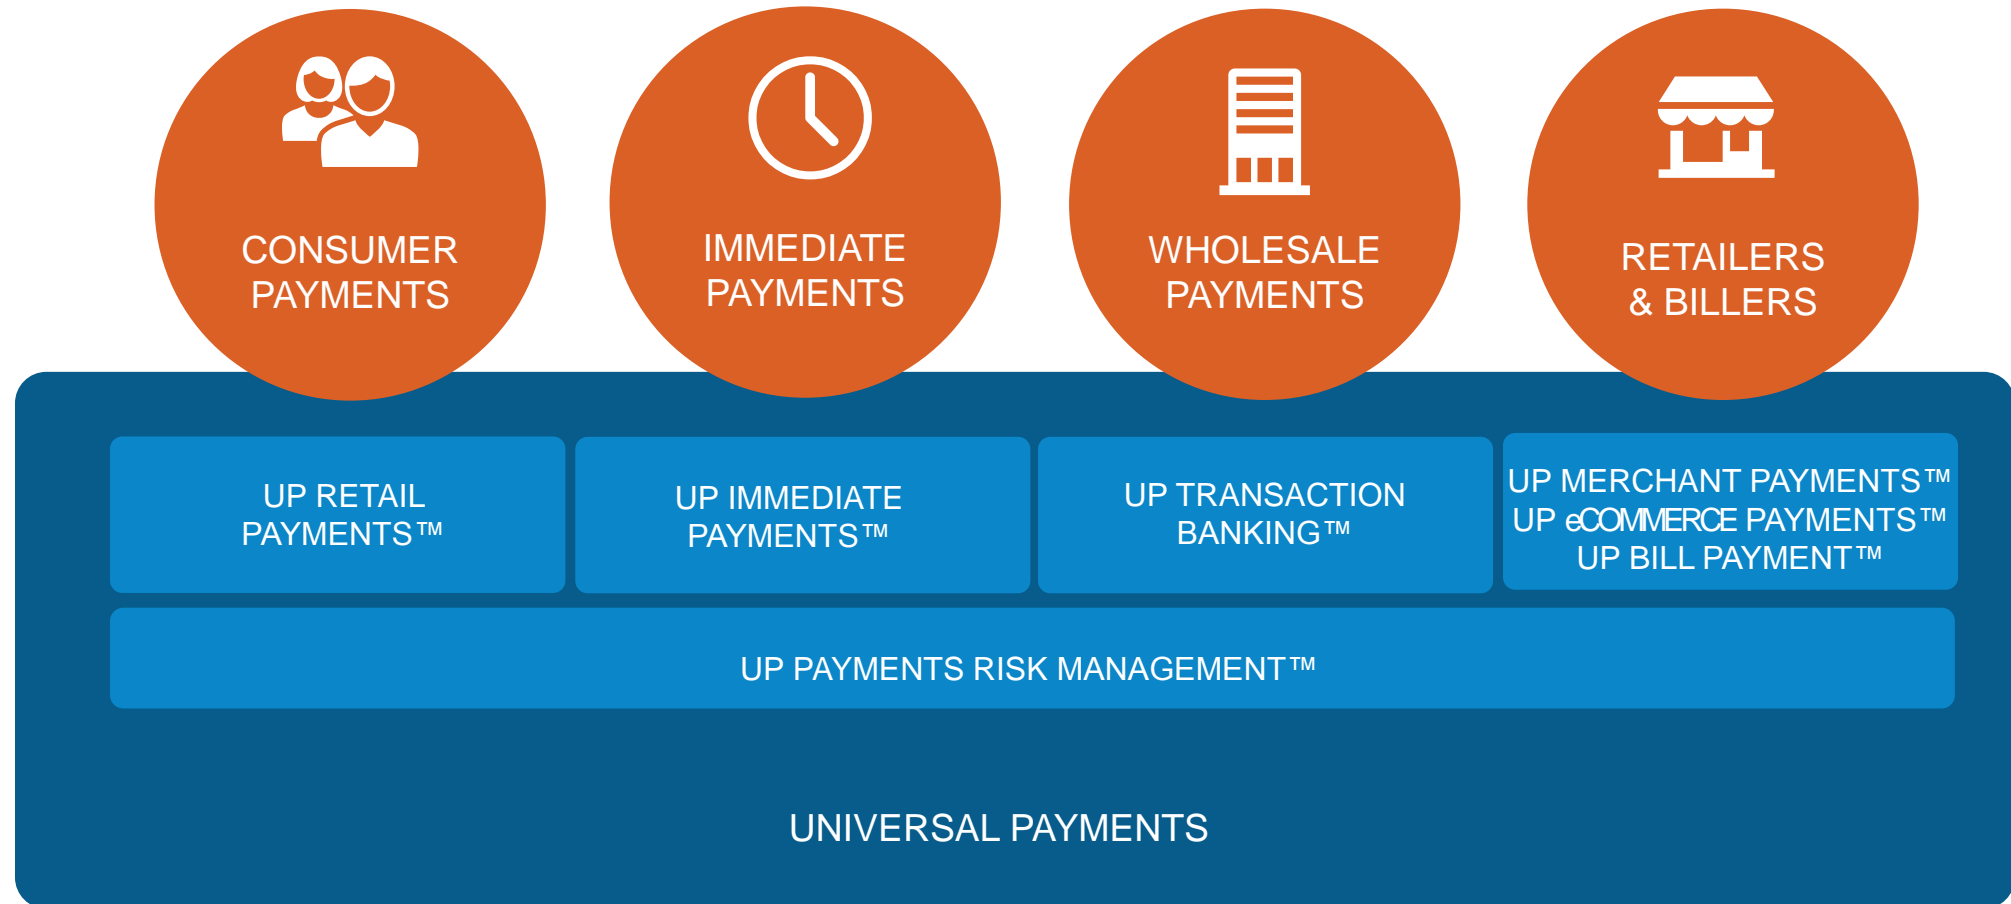 CONSUMER
PAYMENTS
IMMEDIATE
PAYMENTS
WHOLESALE
PAYMENTS
RETAILERS
& BILLERS
UP RETAIL
PAYMENTS™
UP IMMEDIATE
PAYMENTS™
UP TRANSACTION
BANKING™
UP MERCHANT PAYMENTS™
UP eCOMMERCE PAYMENTS™
UP BILL PAYMENT™
UP PAYMENTS RISK MANAGEMENT™
UNIVERSAL PAYMENTS